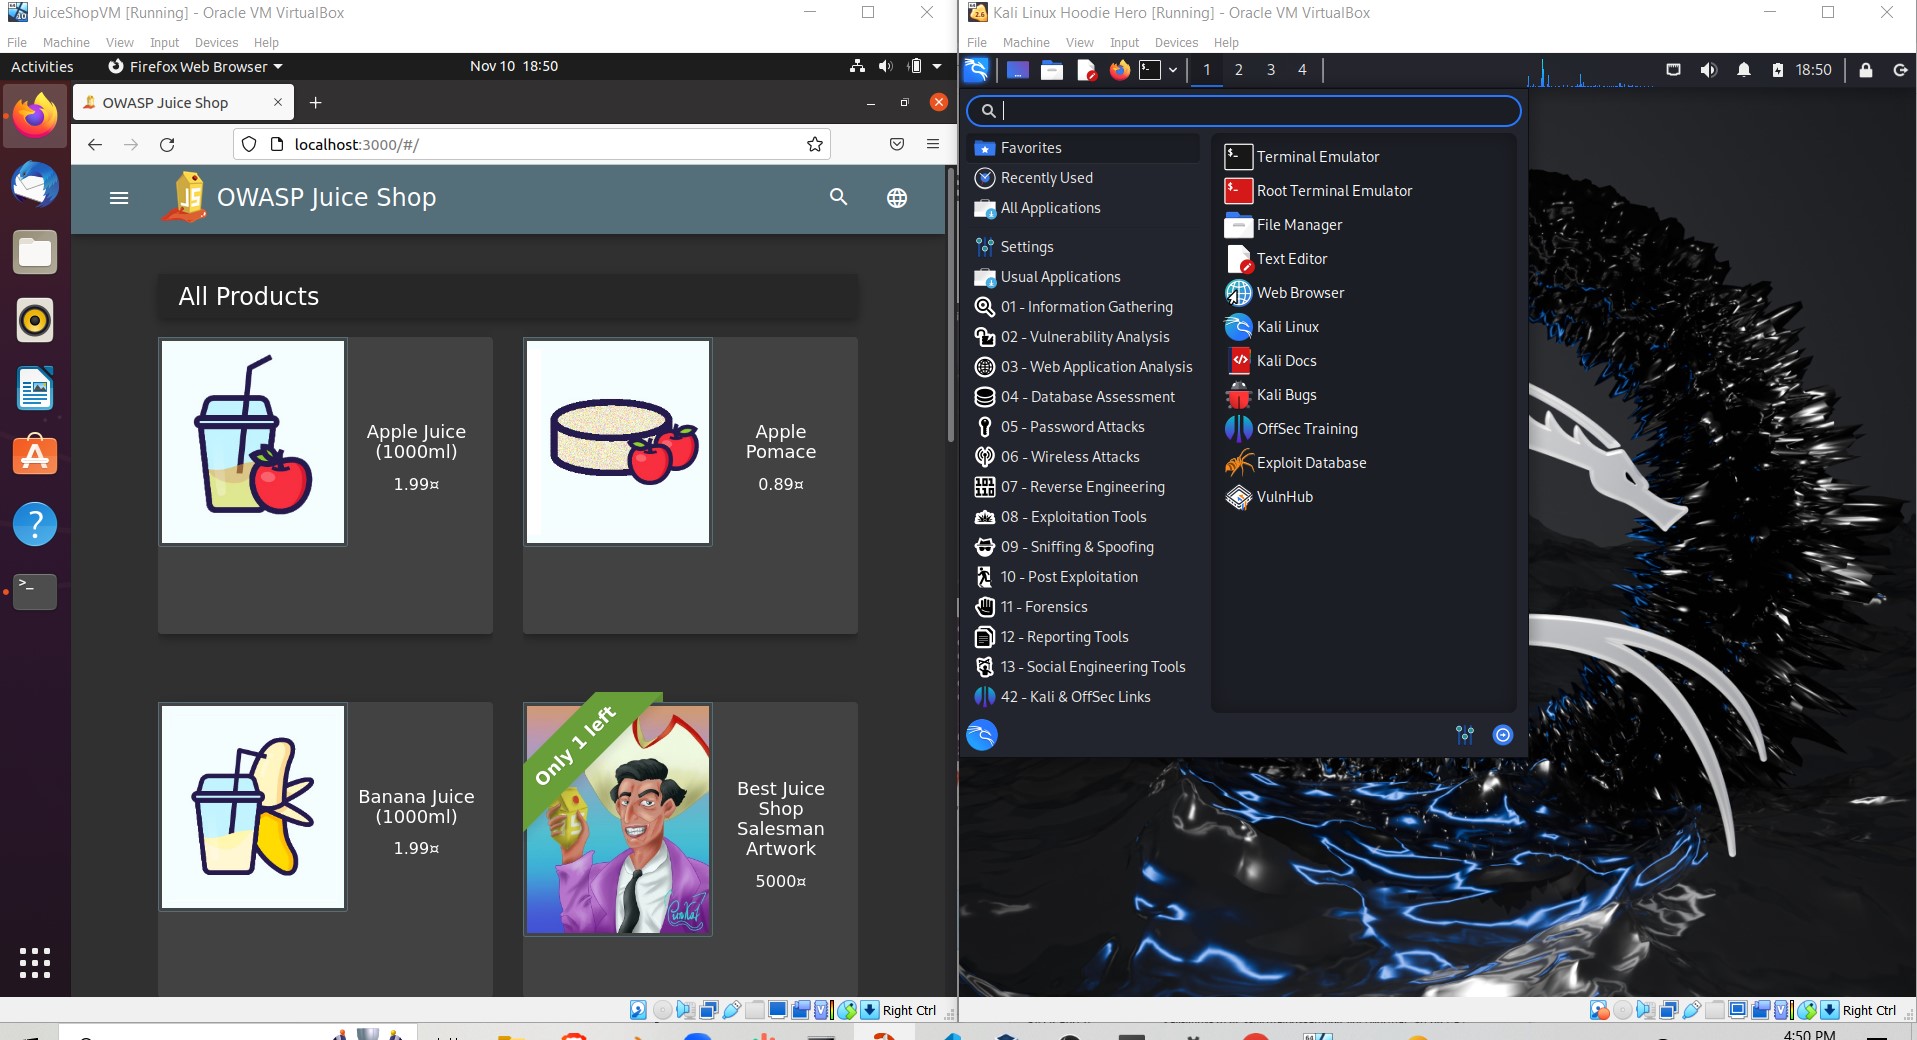 JuiceShopVM [Running] - Oracle VM VirtualBox
File Machine View Input Devices Help
Activities Firefox Web Browser Nov 10 18:50
OWASP Juice Shop
localhost:3000/#/
JS OWASP Juice Shop
All Products
Apple Juice
(1000ml)
1.99¤
Apple
Pomace
0.89¤
Banana Juice
(1000ml)
1.99¤
Only 1 left
Best Juice
Shop
Salesman
Artwork
5000¤
Right Ctrl
Kali Linux Hoodie Hero [Running] - Oracle VM VirtualBox
File Machine View Input Devices Help
1 2 3 4 18:50
Favorites
Recently Used
All Applications
Settings
Usual Applications
01 - Information Gathering
02 - Vulnerability Analysis
03 - Web Application Analysis
04 - Database Assessment
05 - Password Attacks
06 - Wireless Attacks
07 - Reverse Engineering
08 - Exploitation Tools
09 - Sniffing & Spoofing
10 - Post Exploitation
11 - Forensics
12 - Reporting Tools
13 - Social Engineering Tools
42 - Kali & OffSec Links
Terminal Emulator
Root Terminal Emulator
File Manager
Text Editor
Web Browser
Kali Linux
Kali Docs
Kali Bugs
OffSec Training
Exploit Database
VulnHub
Right Ctrl
4:50 PM